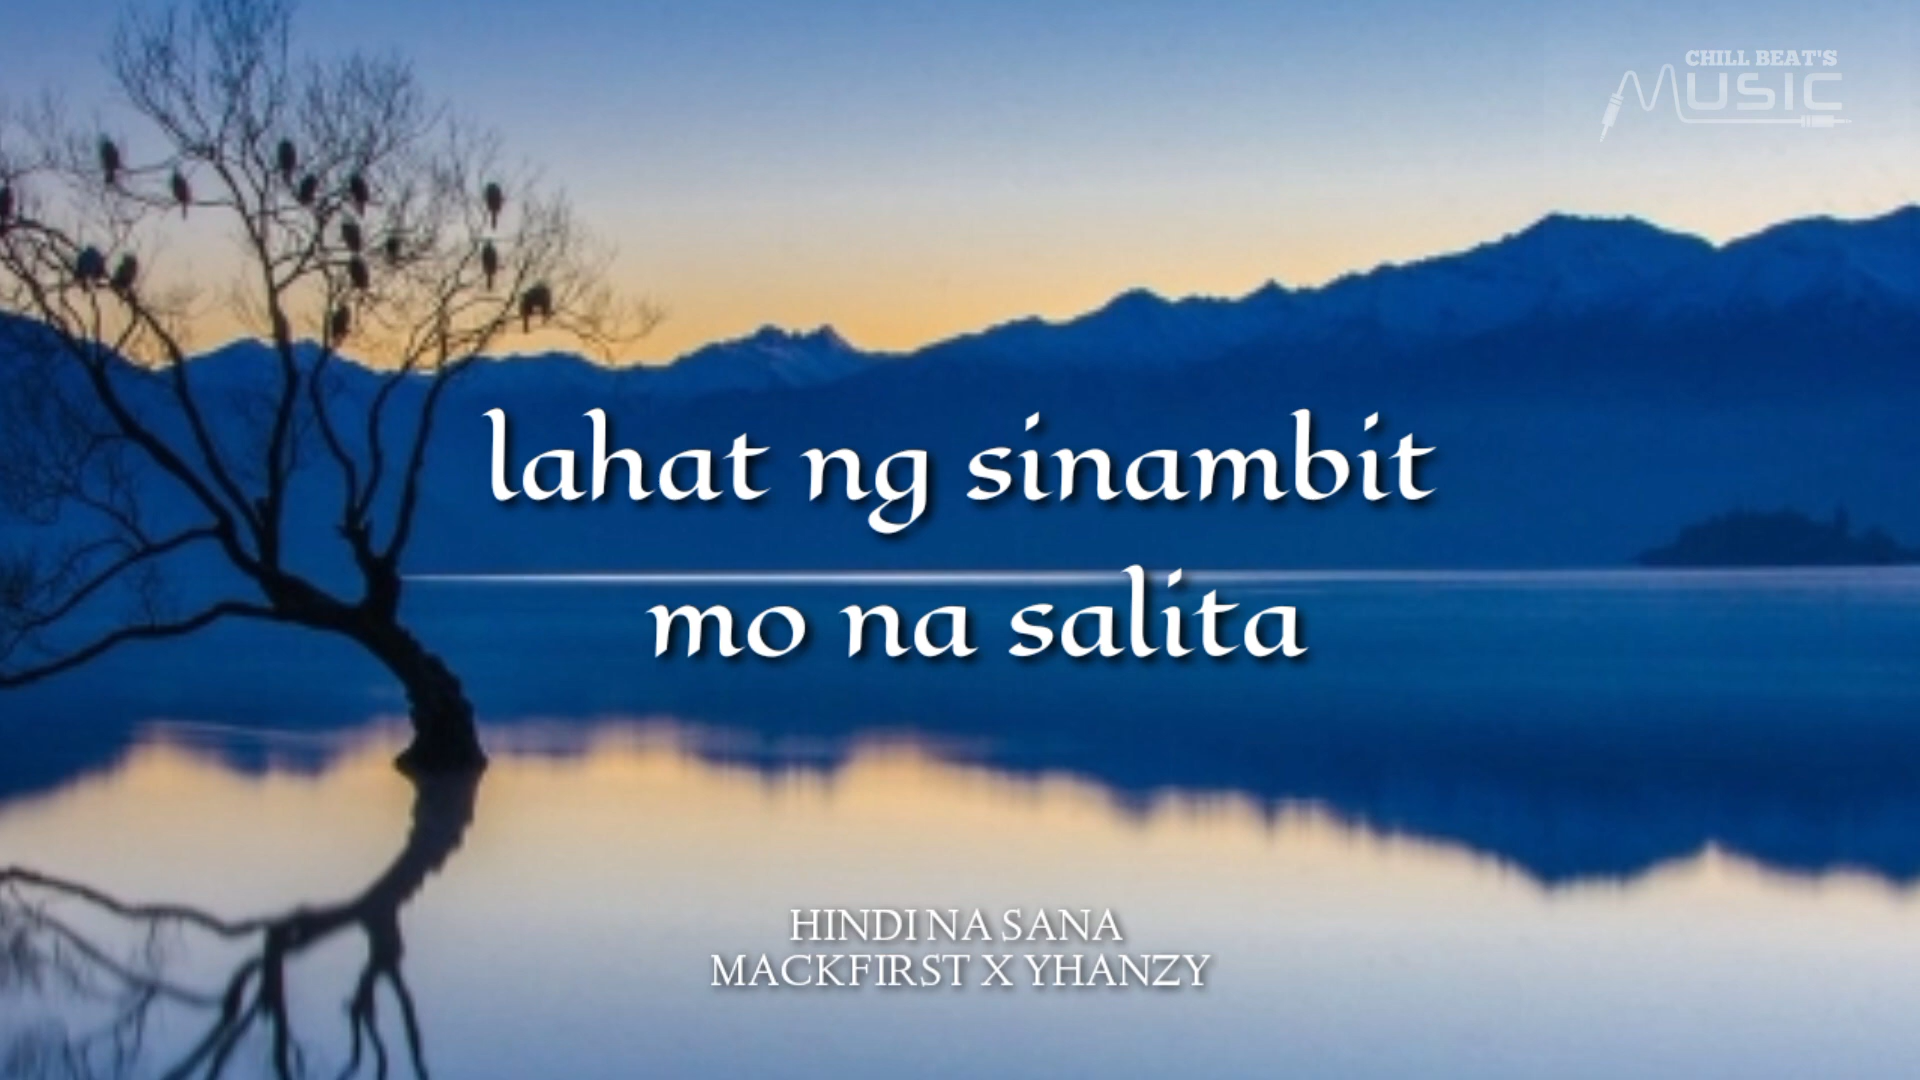 CHILL BEAT'S
MUSIC
lahat ng sinambit
mo na salita
HINDI NA SANA
MACKFIRST X YHANZY